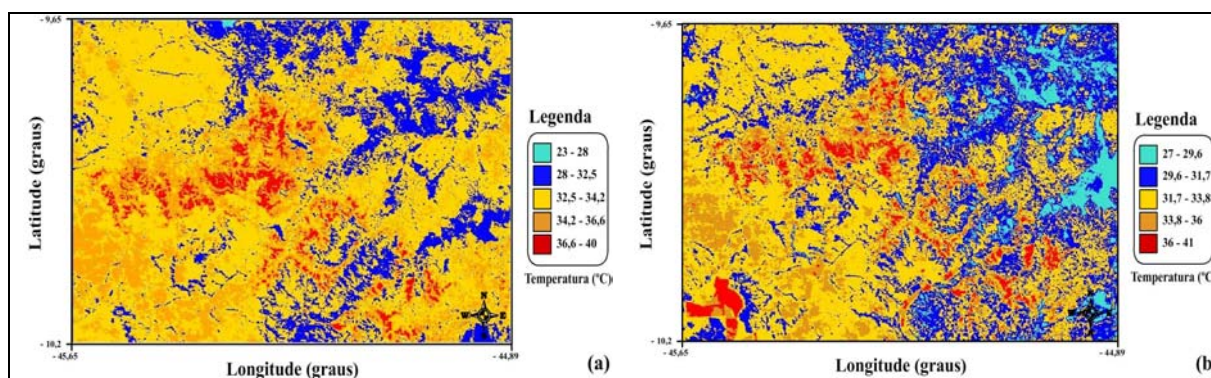 - 9,65
Latitude (graus)
- 10,2
- 45,65
- 44,89
Longitude (graus)
(a)
Legenda
23 - 28
28 - 32,5
32,5 - 34,2
34,2 - 36,6
36,6 - 40
Temperatura (ºC)
N
W
E
- 9,65
Latitude (graus)
- 10,2
- 45,65
- 44,89
Longitude (graus)
(b
Legenda
27 - 29,6
29,6 - 31,7
31,7 - 33,8
33,8 - 36
36 - 41
Temperatura (ºC